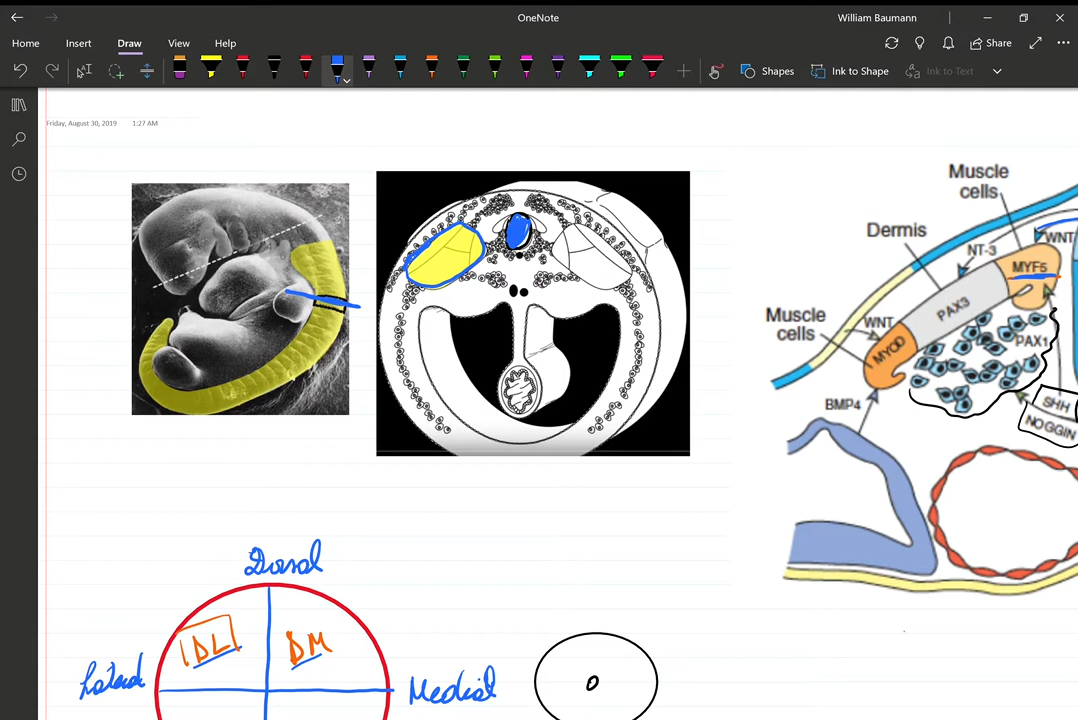 OneNote
William Baumann
Home Insert Draw View Help
Share
Shapes Ink to Shape Ink to Text
Friday, August 30, 2019 1:27 AM
Muscle
cells
Dermis
NT-3
WNT
MYF5
PAX3
Muscle
cells
WNT
MYOD
PAX1
BMP4
SHH
NOGGIN
Dorsal
DL DM
Lateral
Medial